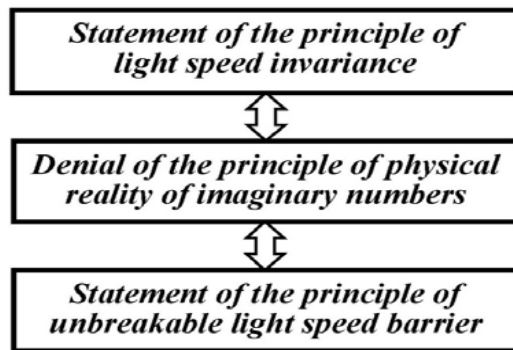 Statement of the principle of
light speed invariance
Denial of the principle of physical
reality of imaginary numbers
Statement of the principle of
unbreakable light speed barrier